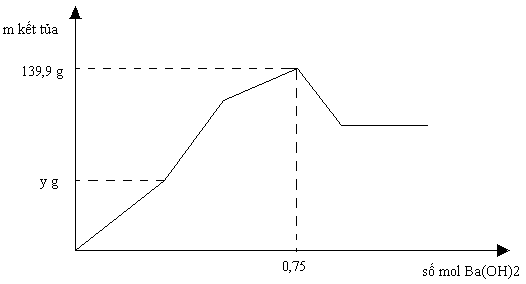 m kết tủa
139,9 g
y g
0,75
số mol Ba(OH)2